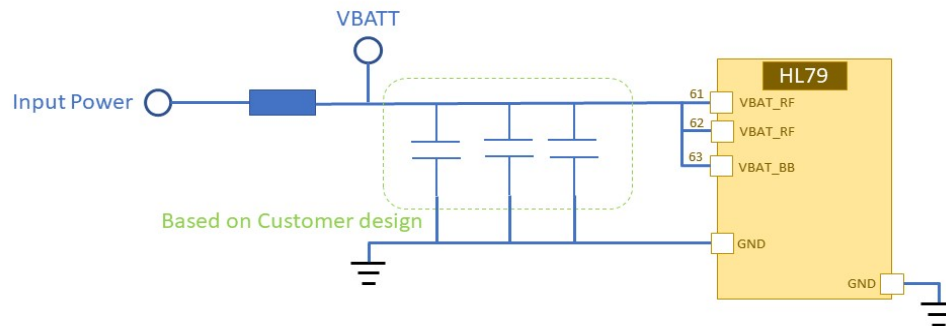 VBATT
Input Power
HL79
61
VBAT_RF
62
VBAT_RF
63
VBAT_BB
Based on Customer design
GND
GND